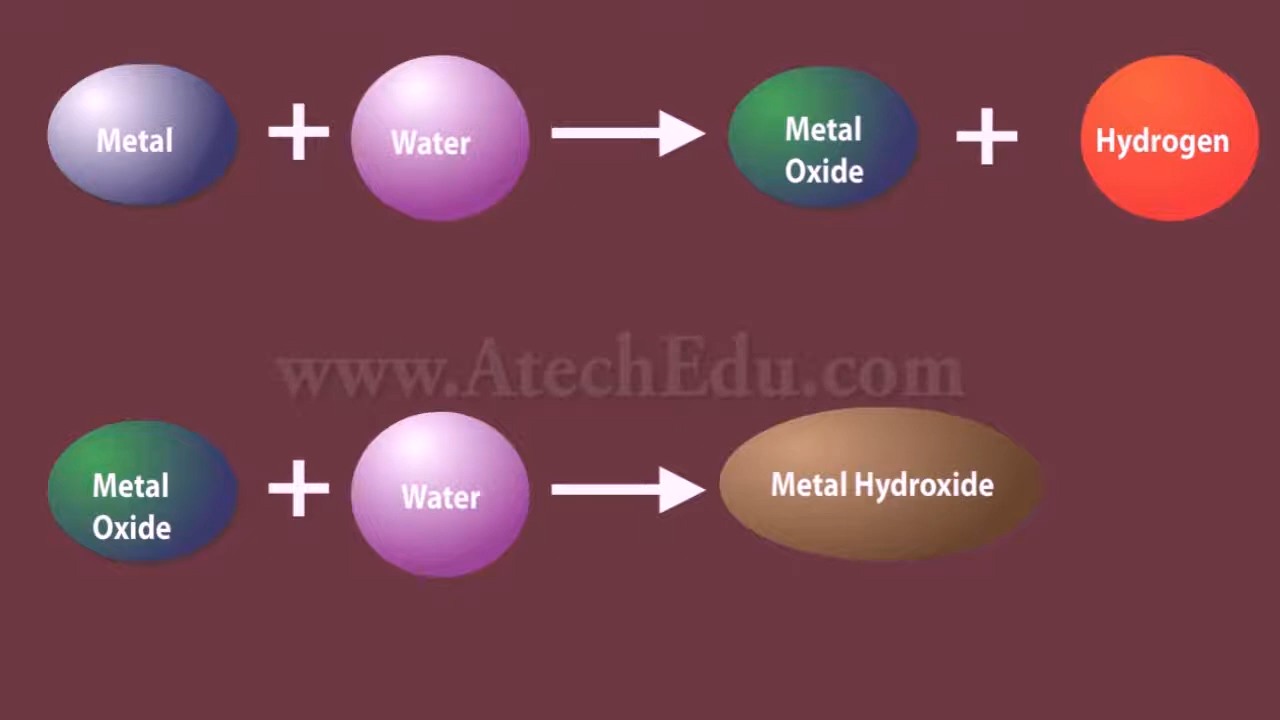 Metal + Water → Metal Oxide + Hydrogen
www.AtechEdu.com
Metal Oxide + Water → Metal Hydroxide